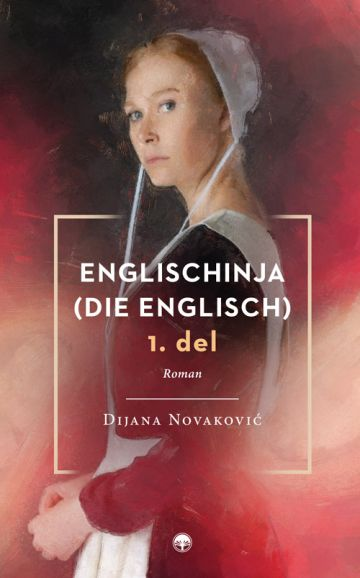 ENGLISCHINJA
(DIE ENGLISCH)
1. del
Roman
Dijana Novaković